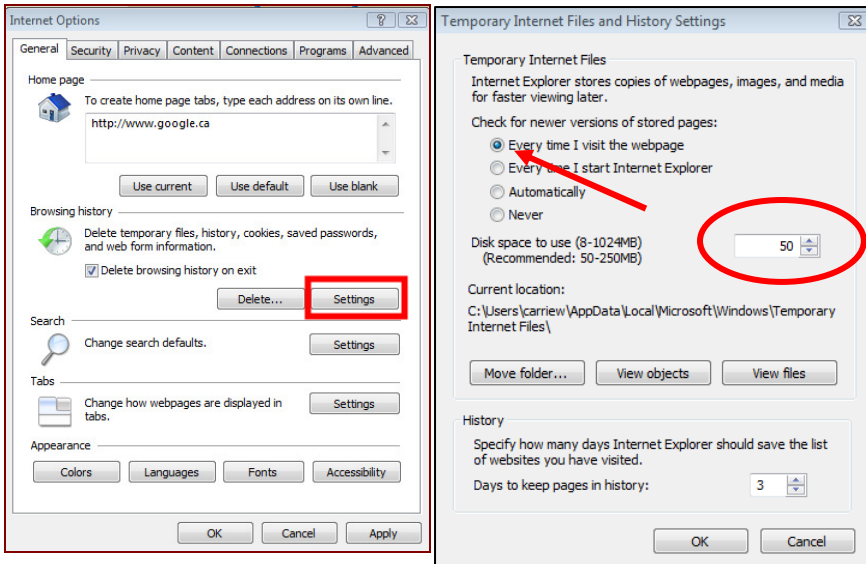 Internet Options
General Security Privacy Content Connections Programs Advanced
Home page
To create home page tabs, type each address on its own line.
http://www.google.ca
Use current Use default Use blank
Browsing history
Delete temporary files, history, cookies, saved passwords,
and web form information.
Delete browsing history on exit
Delete... Settings
Search
Change search defaults.
Settings
Tabs
Change how webpages are displayed in
tabs.
Settings
Appearance
Colors Languages Fonts Accessibility
OK Cancel Apply
Temporary Internet Files and History Settings
Temporary Internet Files
Internet Explorer stores copies of webpages, images, and media
for faster viewing later.
Check for newer versions of stored pages:
Every time I visit the webpage
Every time I start Internet Explorer
Automatically
Never
Disk space to use (8-1024MB)
(Recommended: 50-250MB)
50
Current location:
C:\Users\carriew\AppData\Local\Microsoft\Windows\Temporary
Internet Files\
Move folder... View objects View files
History
Specify how many days Internet Explorer should save the list
of websites you have visited.
Days to keep pages in history: 3
OK Cancel